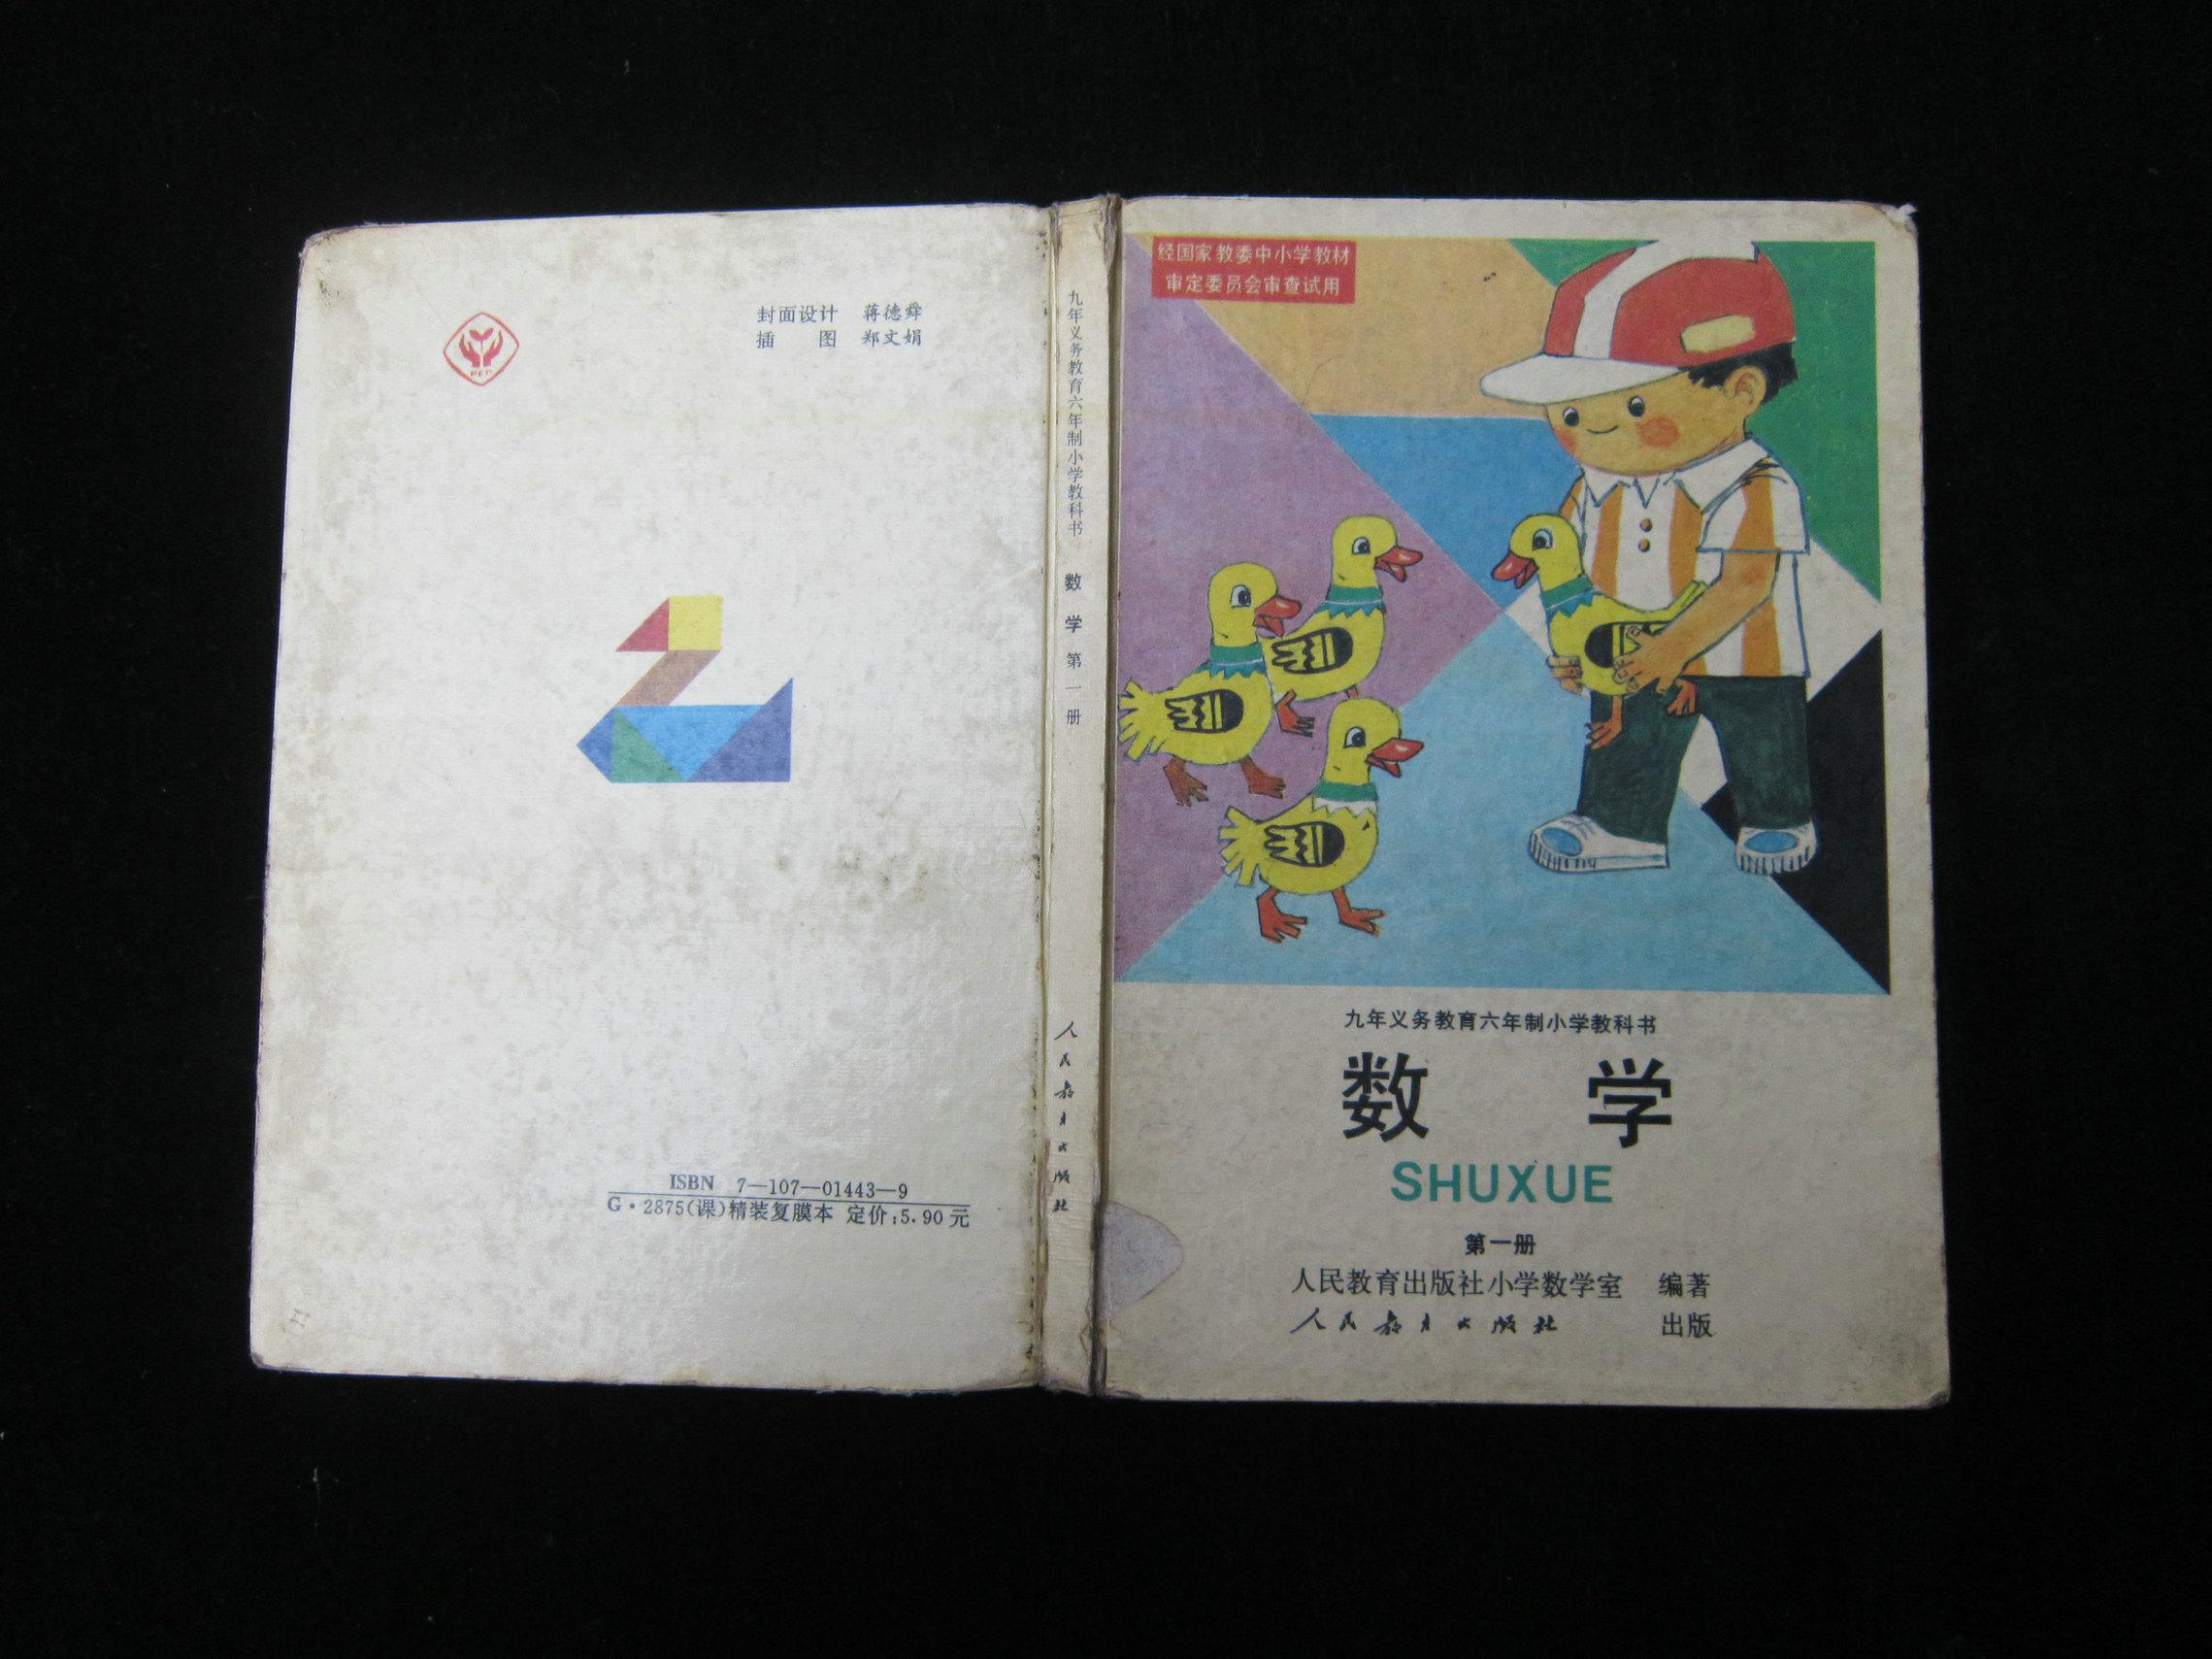 封面设计 蒋德舜
插 图 郑文娟
PEP
ISBN 7—107—01443—9
G·2875(课)精装复膜本 定价:5.90元
九年义务教育六年制小学教科书 数学 第一册 人民教育出版社
经国家教委中小学教材
审定委员会审查试用
九年义务教育六年制小学教科书
数 学
SHUXUE
第一册
人民教育出版社小学数学室 编著
人民教育出版社 出版